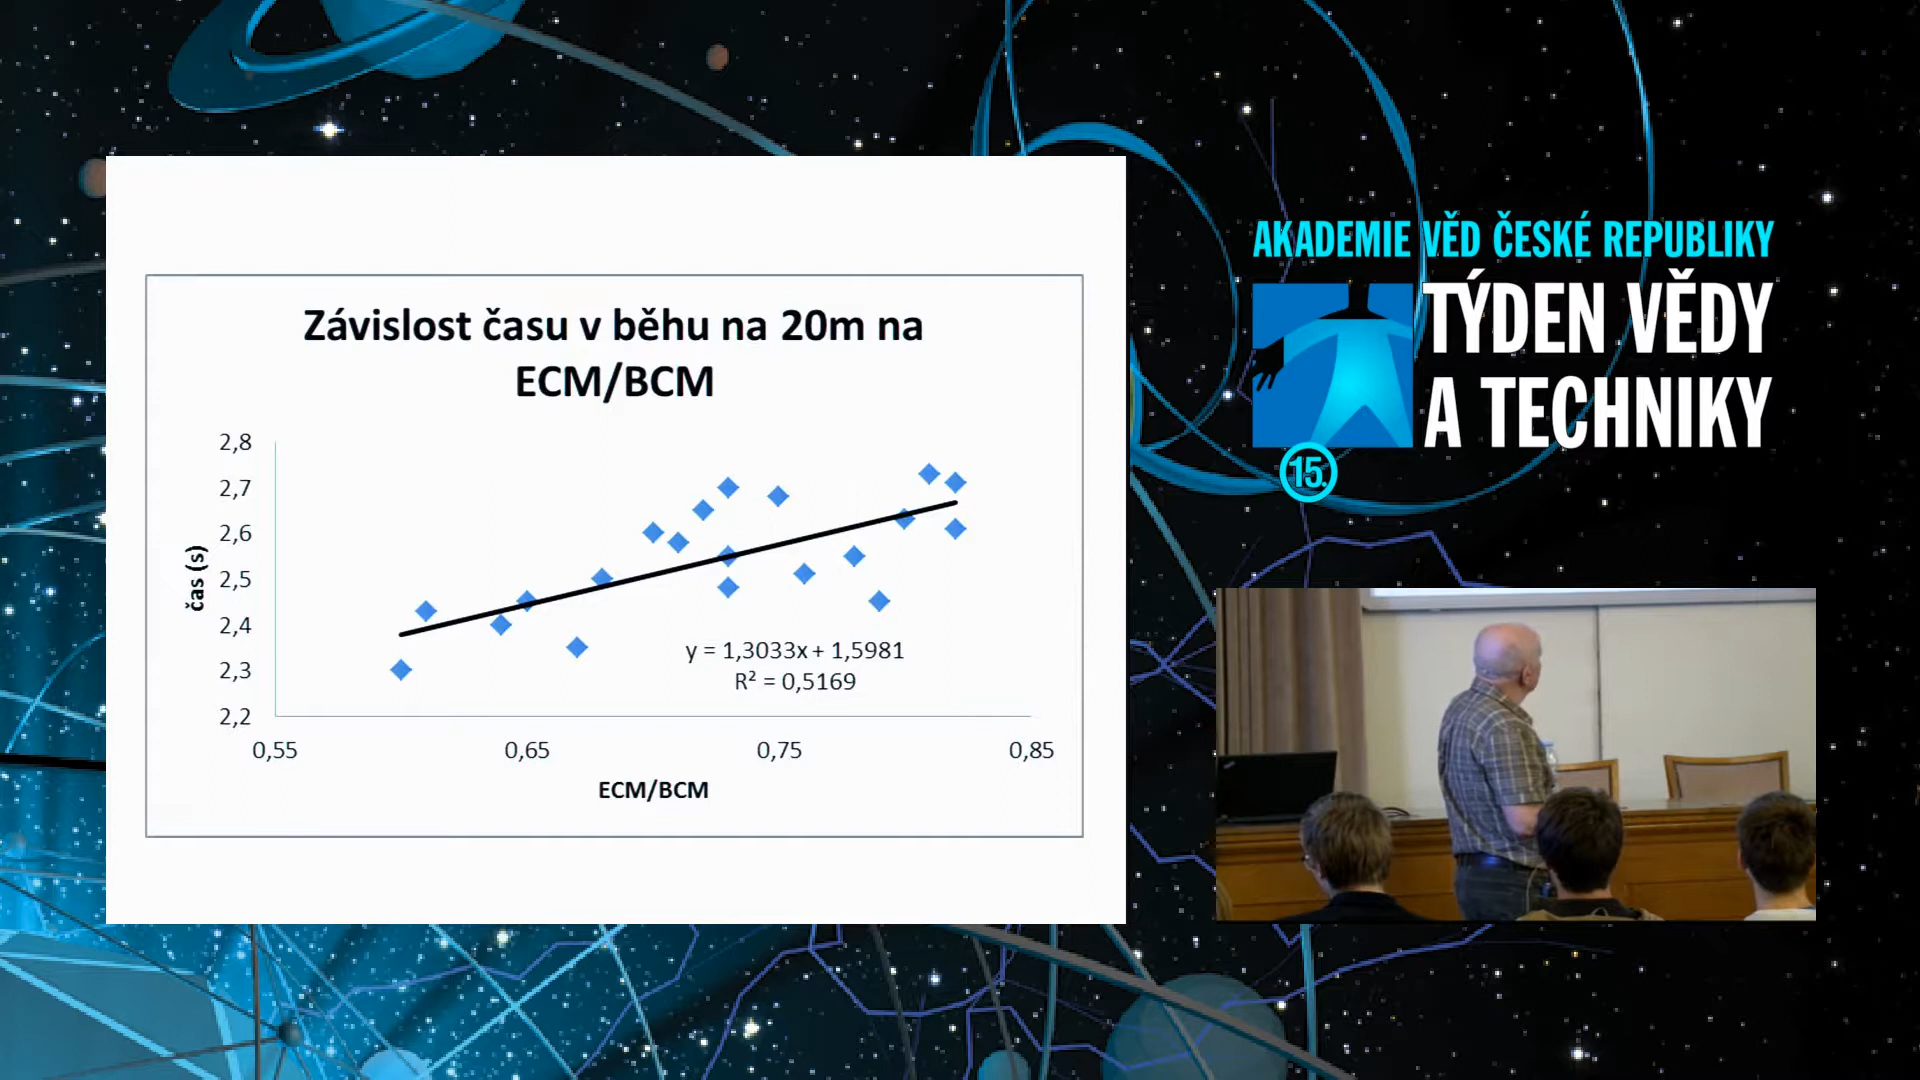 AKADEMIE VĚD ČESKÉ REPUBLIKY
TÝDEN VĚDY
A TECHNIKY
15.
Závislost času v běhu na 20m na
ECM/BCM
2,8
2,7
2,6
2,5
2,4
2,3
2,2
čas (s)
y = 1,3033x + 1,5981
R² = 0,5169
0,55 0,65 0,75 0,85
ECM/BCM